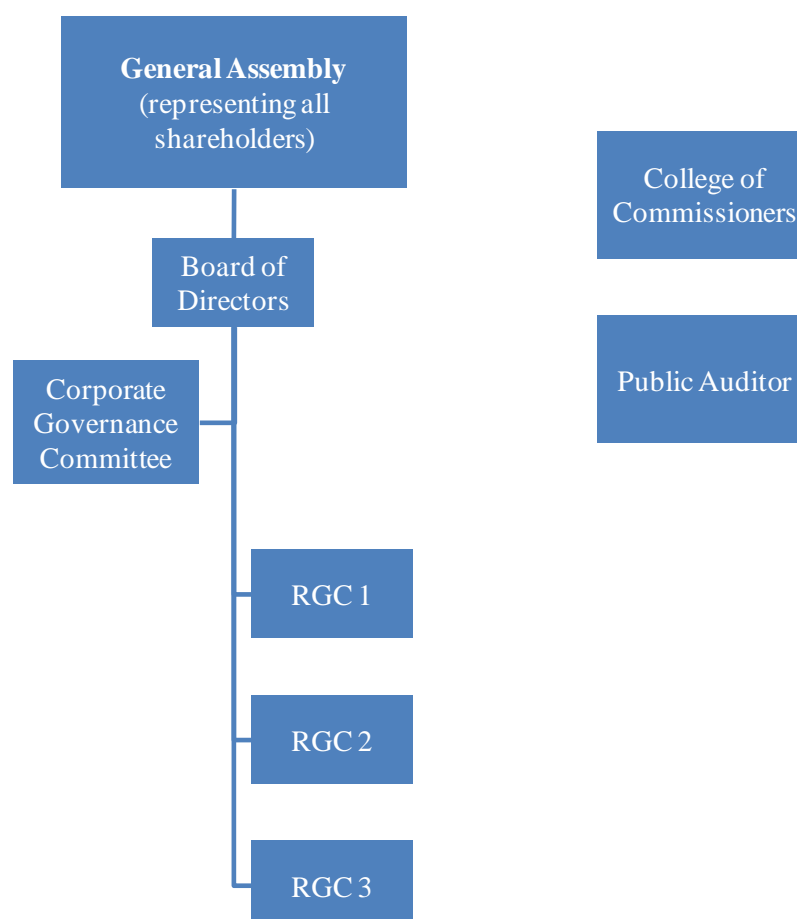 General Assembly
(representing all
shareholders)
College of
Commissioners
Board of
Directors
Public Auditor
Corporate
Governance
Committee
RGC 1
RGC 2
RGC 3